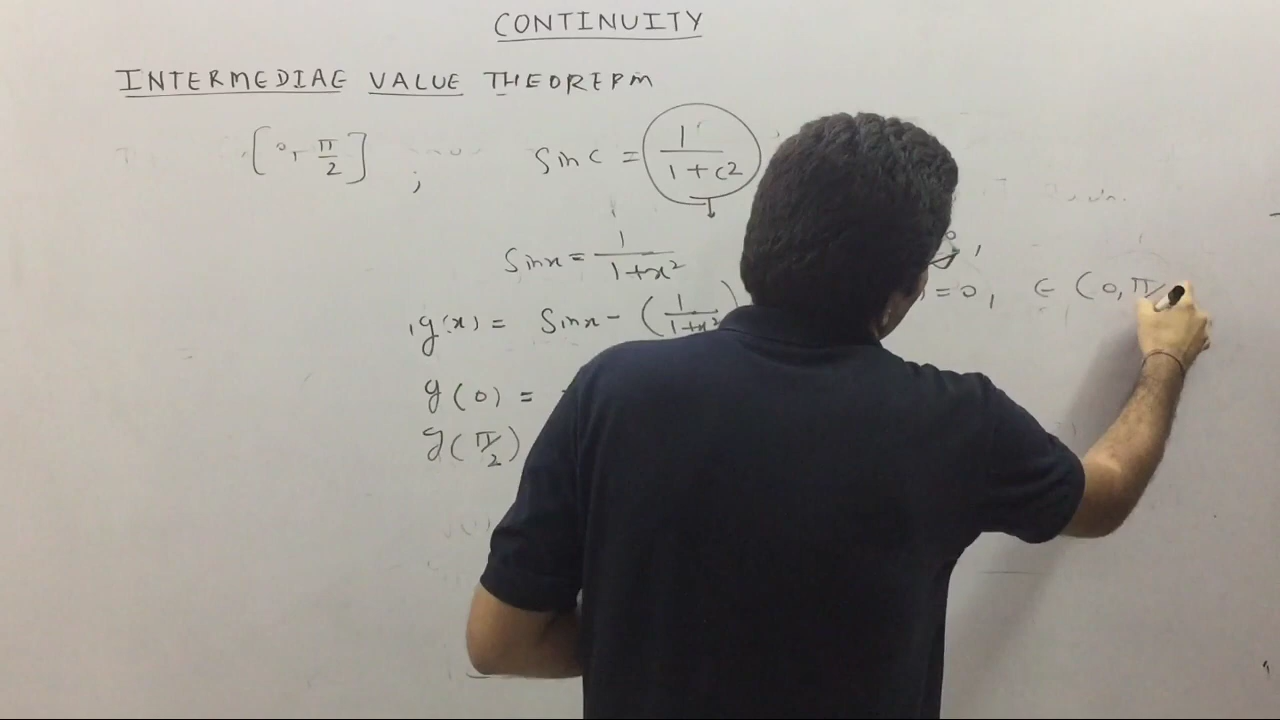 CONTINUITY
INTERMEDIAE VALUE THEOREPM
[0, π/2] ; Sin c = 1/(1+c2)
Sinx = 1/(1+x²)
g(x) = Sinx - (1/(1+x²)) = 0, ∈ (0, π/
g(0) =
g(π/2)